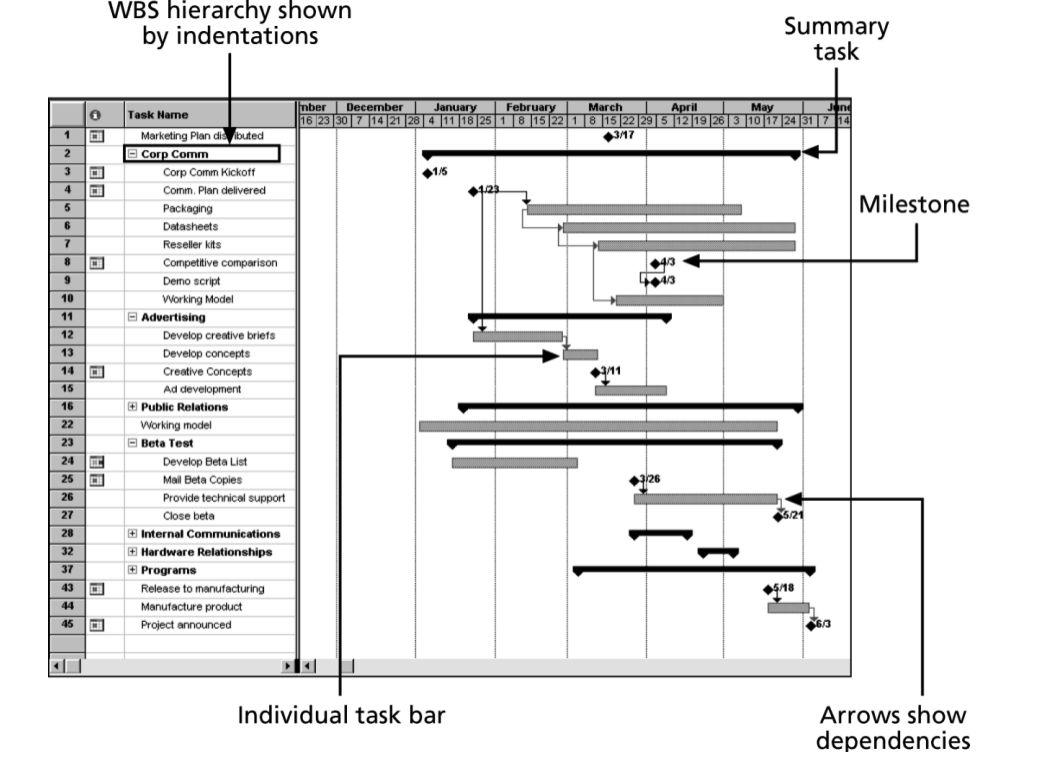 WBS hierarchy shown
by indentations
Summary
task
Task Name
mber December January February March April May June
16 23 30 7 14 21 28 4 11 18 25 1 8 15 22 1 8 15 22 29 5 12 19 26 3 10 17 24 31 7 14
1 Marketing Plan distributed 3/17
2 Corp Comm
3 Corp Comm Kickoff 1/5
4 Comm. Plan delivered 1/23
5 Packaging
Milestone
6 Datasheets
7 Reseller kits
8 Competitive comparison 4/3
9 Demo script 4/3
10 Working Model
11 Advertising
12 Develop creative briefs
13 Develop concepts
14 Creative Concepts 3/11
15 Ad development
16 Public Relations
22 Working model
23 Beta Test
24 Develop Beta List
25 Mail Beta Copies 3/26
26 Provide technical support
27 Close beta 5/21
28 Internal Communications
32 Hardware Relationships
37 Programs
43 Release to manufacturing 5/18
44 Manufacture product
45 Project announced 6/3
Individual task bar
Arrows show
dependencies